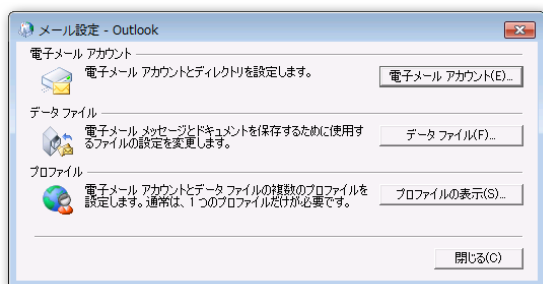 メール設定 - Outlook
電子メール アカウント
電子メール アカウントとディレクトリを設定します。
電子メール アカウント(E)...
データ ファイル
電子メール メッセージとドキュメントを保存するために使用す
るファイルの設定を変更します。
データ ファイル(F)...
プロファイル
電子メール アカウントとデータ ファイルの複数のプロファイルを
設定します。通常は、1 つのプロファイルだけが必要です。
プロファイルの表示(S)...
閉じる(C)